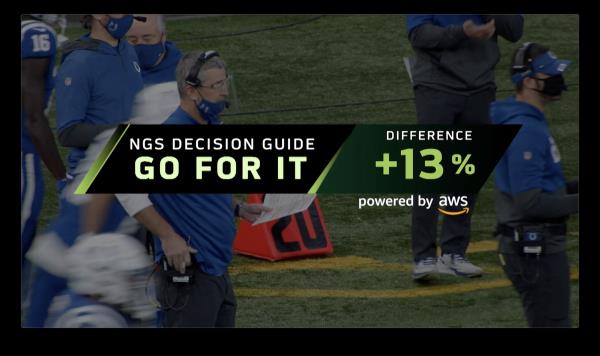 16
NGS DECISION GUIDE
GO FOR IT
DIFFERENCE
+13 %
powered by aws
20